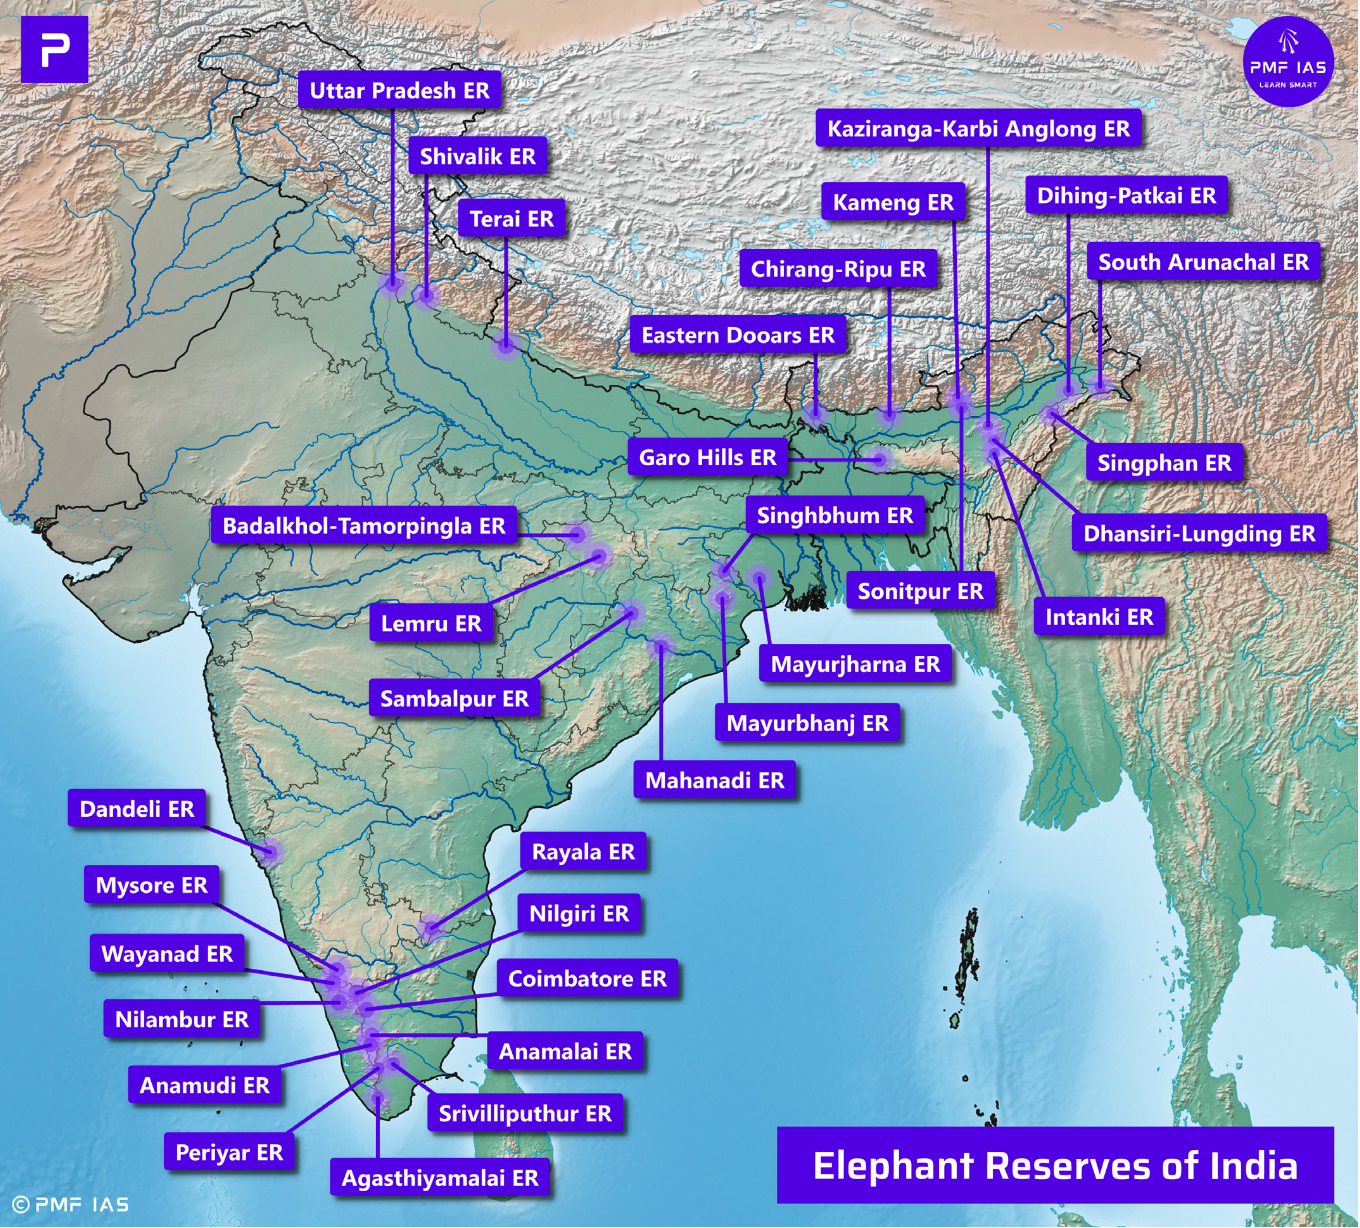 P
PMF IAS
LEARN SMART
Uttar Pradesh ER
Shivalik ER
Terai ER
Kaziranga-Karbi Anglong ER
Kameng ER
Dihing-Patkai ER
Chirang-Ripu ER
South Arunachal ER
Eastern Dooars ER
Garo Hills ER
Singphan ER
Badalkhol-Tamorpingla ER
Singhbhum ER
Dhansiri-Lungding ER
Lemru ER
Sonitpur ER
Intanki ER
Sambalpur ER
Mayurjharna ER
Mayurbhanj ER
Mahanadi ER
Dandeli ER
Rayala ER
Mysore ER
Nilgiri ER
Wayanad ER
Coimbatore ER
Nilambur ER
Anamalai ER
Anamudi ER
Srivilliputhur ER
Periyar ER
Agasthiyamalai ER
Elephant Reserves of India
© PMF IAS